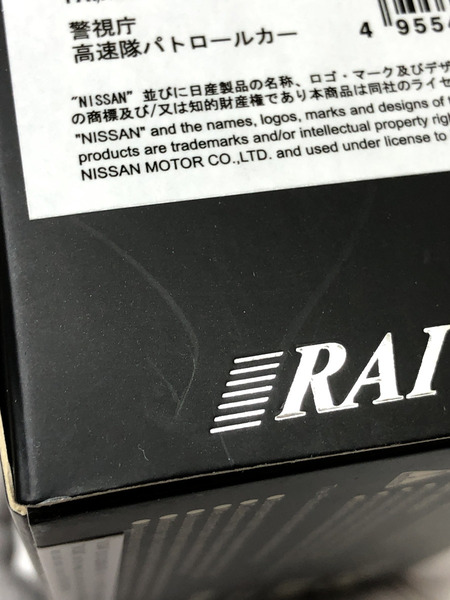 警視庁
高速隊パトロールカー
4 955
"NISSAN" 並びに日産製品の名称、ロゴ・マーク及びデザ
の商標及び/又は知的財産権であり本商品は同社のライセ
"NISSAN" and the names, logos, marks and designs of
products are trademarks and/or intellectual property rig
NISSAN MOTOR CO.,LTD. and used under license to
RAI